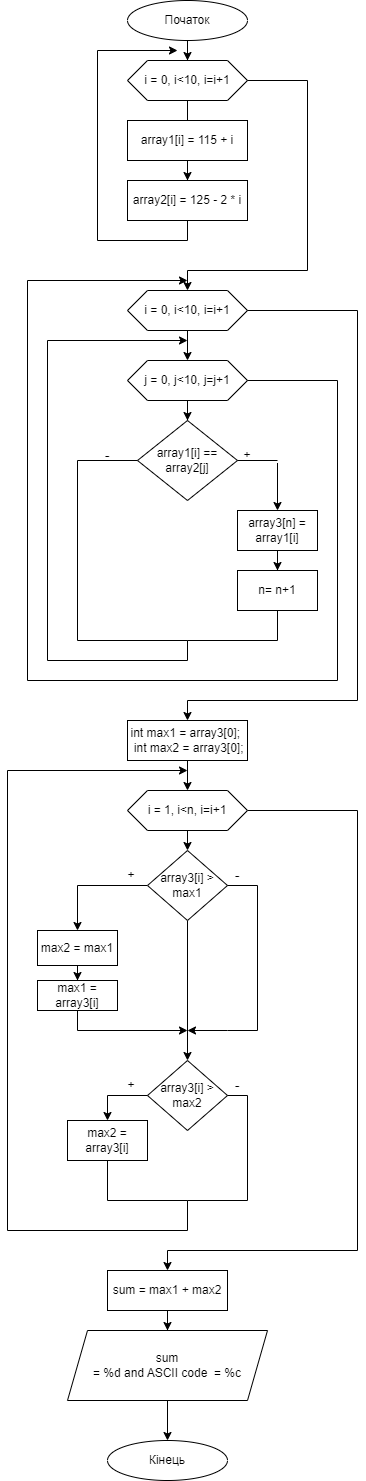 Початок
i = 0, i<10, i=i+1
array1[i] = 115 + i
array2[i] = 125 - 2 * i
i = 0, i<10, i=i+1
j = 0, j<10, j=j+1
array1[i] ==
array2[j]
-
+
array3[n] =
array1[i]
n= n+1
int max1 = array3[0];
int max2 = array3[0];
i = 1, i<n, i=i+1
array3[i] >
max1
+
-
max2 = max1
max1 =
array3[i]
array3[i] >
max2
+
-
max2 =
array3[i]
sum = max1 + max2
sum
= %d and ASCII code  = %c
Кінець